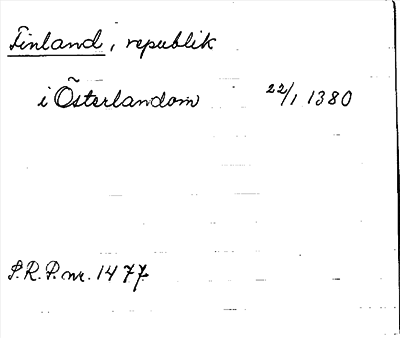 Finland, republik
i Österlandom 22/1 1380
S.R.P. nr. 1477.